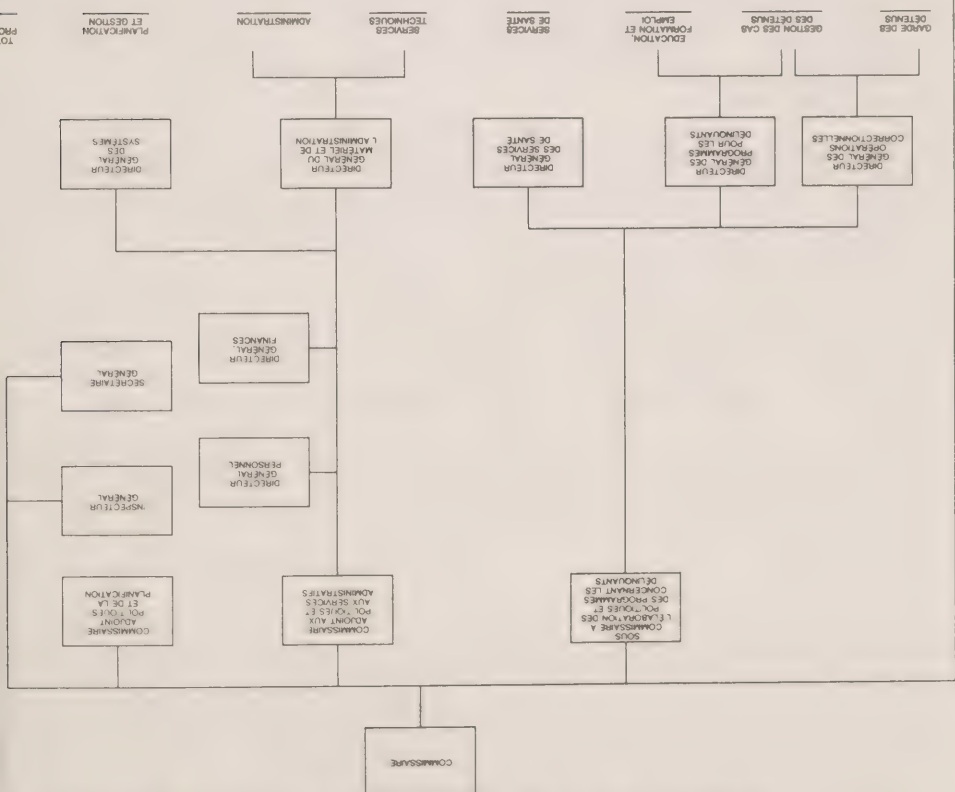 COMMISSAIRE
SOUS
COMMISSAIRE A
L'ÉLABORATION DES
POLITIQUES ET
DES PROGRAMMES
CONCERNANT LES
DÉLINQUANTS
COMMISSAIRE
ADJOINT AUX
POLITIQUES ET
AUX SERVICES
ADMINISTRATIFS
COMMISSAIRE
ADJOINT
POLITIQUES
ET DE LA
PLANIFICATION
DIRECTEUR
GÉNÉRAL
PERSONNEL
INSPECTEUR
GÉNÉRAL
DIRECTEUR
GÉNÉRAL,
FINANCES
SECRÉTAIRE
GÉNÉRAL
DIRECTEUR
GÉNÉRAL DES
OPÉRATIONS
CORRECTIONNELLES
DIRECTEUR
GÉNÉRAL DES
PROGRAMMES
POUR LES
DÉLINQUANTS
DIRECTEUR
GÉNÉRAL
DES SERVICES
DE SANTÉ
DIRECTEUR
GÉNÉRAL DU
MATÉRIEL ET DE
L'ADMINISTRATION
DIRECTEUR
GÉNÉRAL
DES
SYSTÈMES
GARDE DES
DÉTENUS
GESTION DES CAS
DES DÉTENUS
ÉDUCATION,
FORMATION ET
EMPLOI
SERVICES
DE SANTÉ
SERVICES
TECHNIQUES
ADMINISTRATION
PLANIFICATION
ET GESTION